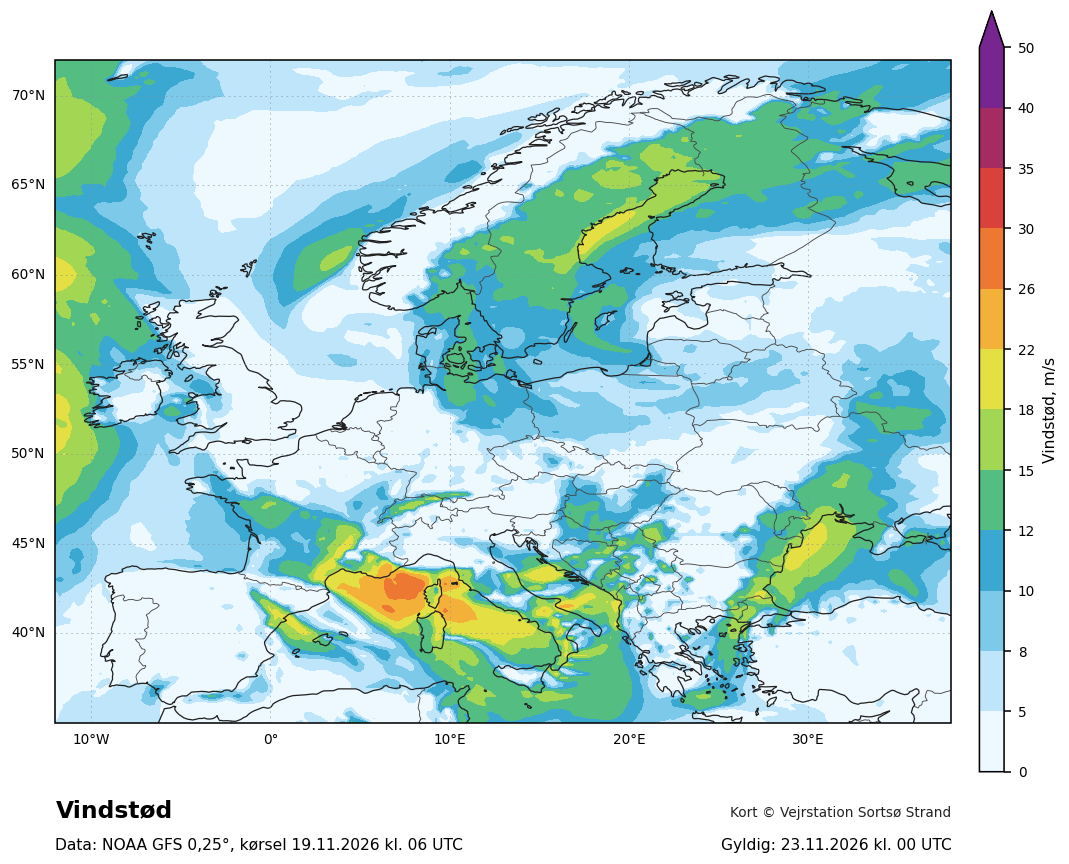 50
40
35
30
26
22
18
15
12
10
8
5
0
Vindstød, m/s
70°N
65°N
60°N
55°N
50°N
45°N
40°N
10°W
0°
10°E
20°E
30°E
Vindstød
Kort © Vejrstation Sortsø Strand
Data: NOAA GFS 0,25°, kørsel 19.11.2026 kl. 06 UTC
Gyldig: 23.11.2026 kl. 00 UTC